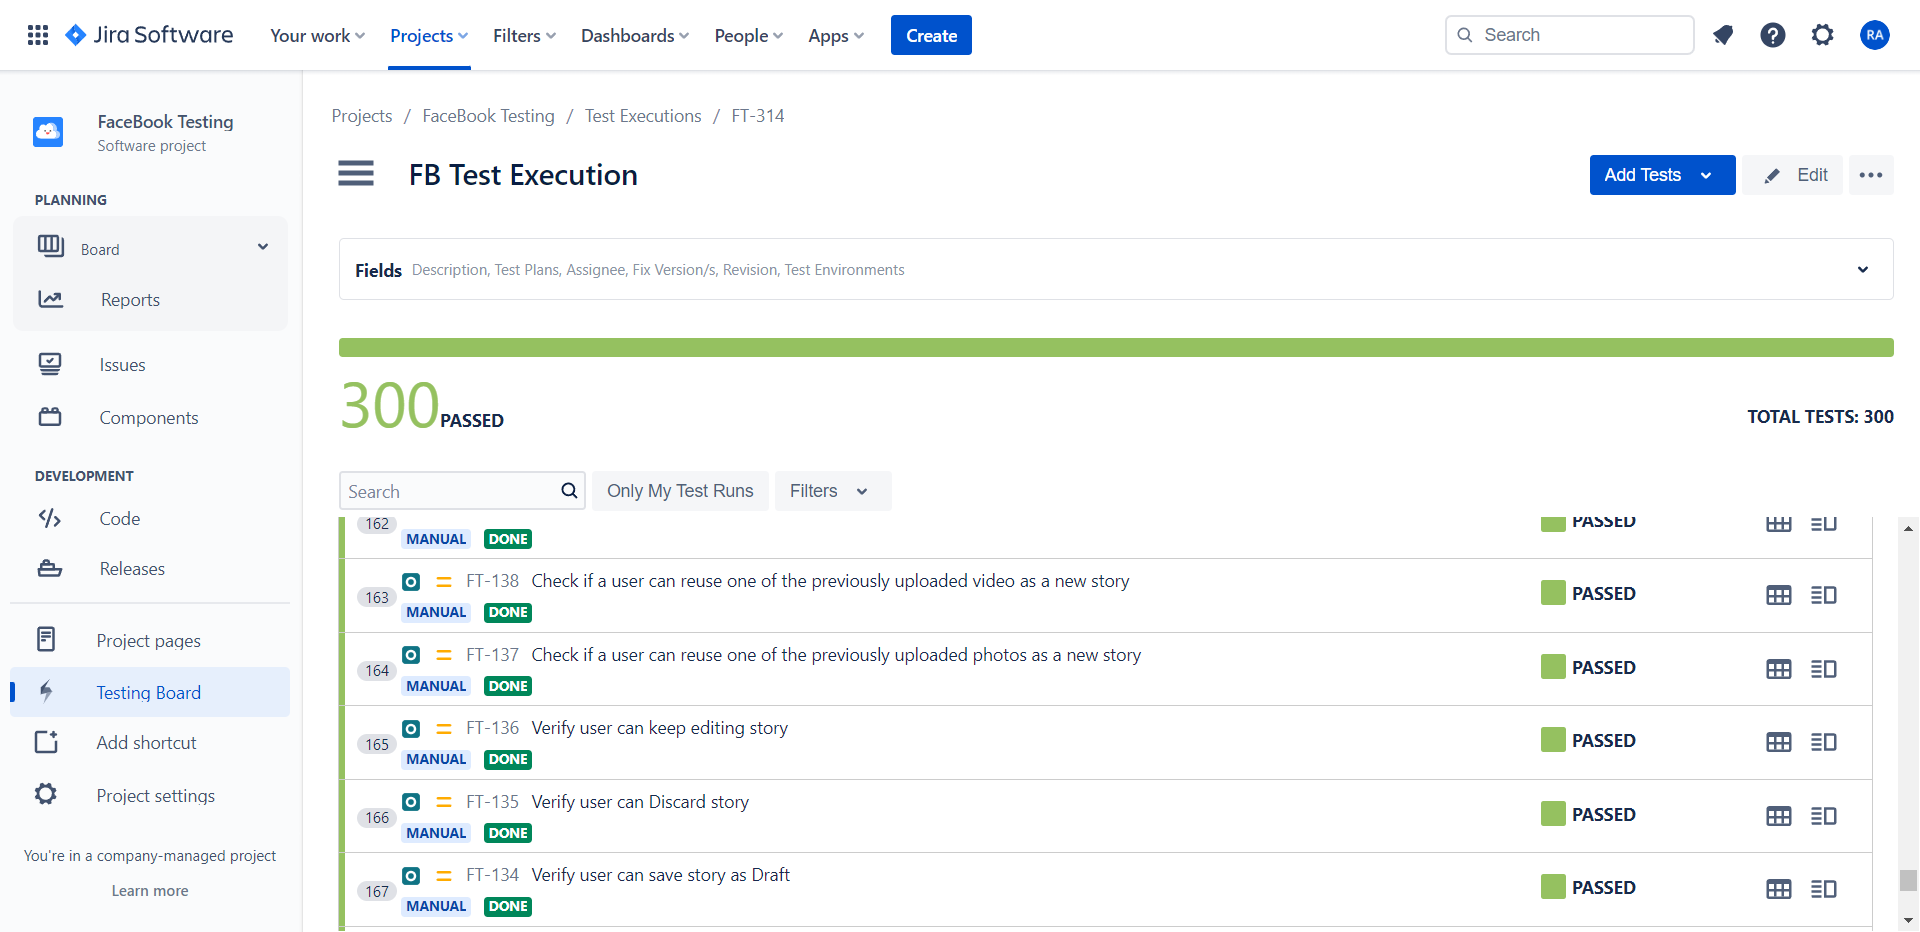 Jira Software
Your work
Projects
Filters
Dashboards
People
Apps
Create
Search
RA
FaceBook Testing
Software project
PLANNING
Board
Reports
Issues
Components
DEVELOPMENT
Code
Releases
Project pages
Testing Board
Add shortcut
Project settings
You're in a company-managed project
Learn more
Projects / FaceBook Testing / Test Executions / FT-314
FB Test Execution
Add Tests
Edit
Fields Description, Test Plans, Assignee, Fix Version/s, Revision, Test Environments
300 PASSED
TOTAL TESTS: 300
Search
Only My Test Runs
Filters
162
MANUAL DONE
PASSED
163
FT-138 Check if a user can reuse one of the previously uploaded video as a new story
MANUAL DONE
PASSED
164
FT-137 Check if a user can reuse one of the previously uploaded photos as a new story
MANUAL DONE
PASSED
165
FT-136 Verify user can keep editing story
MANUAL DONE
PASSED
166
FT-135 Verify user can Discard story
MANUAL DONE
PASSED
167
FT-134 Verify user can save story as Draft
MANUAL DONE
PASSED